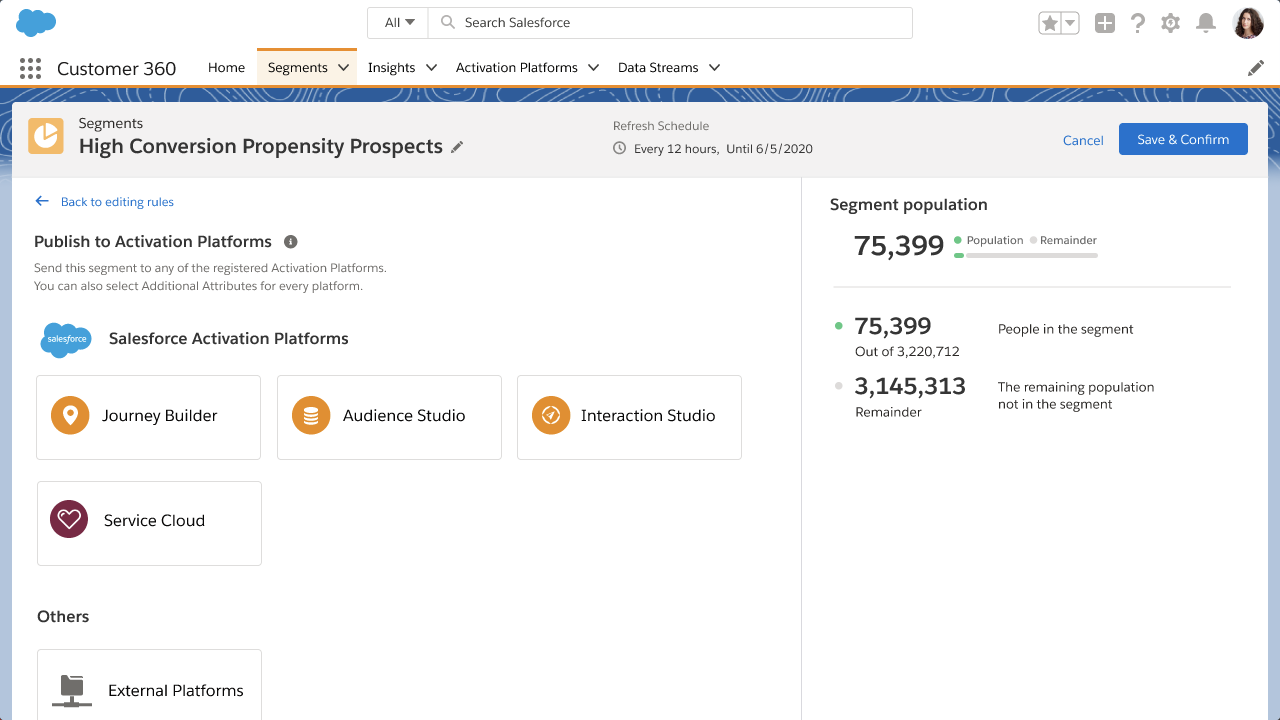 All
Search Salesforce
Customer 360
Home
Segments
Insights
Activation Platforms
Data Streams
Segments
High Conversion Propensity Prospects
Refresh Schedule
Every 12 hours, Until 6/5/2020
Cancel
Save & Confirm
Back to editing rules
Publish to Activation Platforms
Send this segment to any of the registered Activation Platforms.
You can also select Additional Attributes for every platform.
salesforce
Salesforce Activation Platforms
Journey Builder
Audience Studio
Interaction Studio
Service Cloud
Others
External Platforms
Segment population
75,399
Population
Remainder
75,399
People in the segment
Out of 3,220,712
3,145,313
The remaining population
not in the segment
Remainder